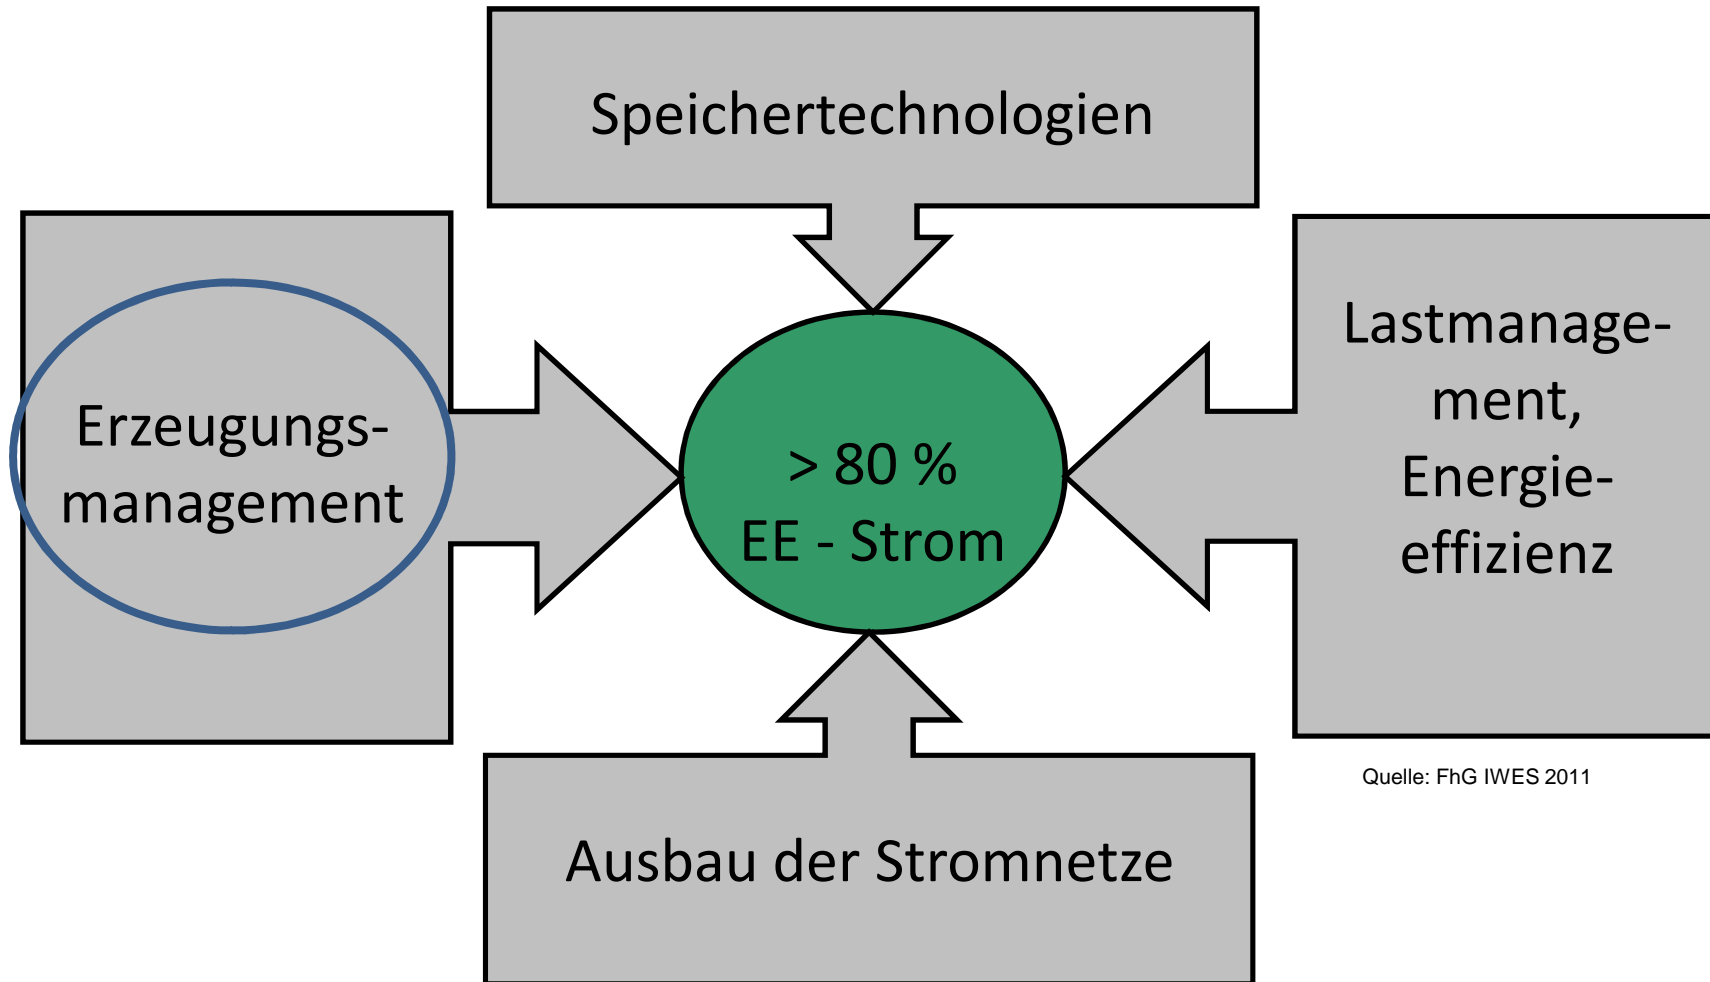 Speichertechnologien
Erzeugungs-
management
> 80 %
EE - Strom
Lastmanage-
ment,
Energie-
effizienz
Ausbau der Stromnetze
Quelle: FhG IWES 2011